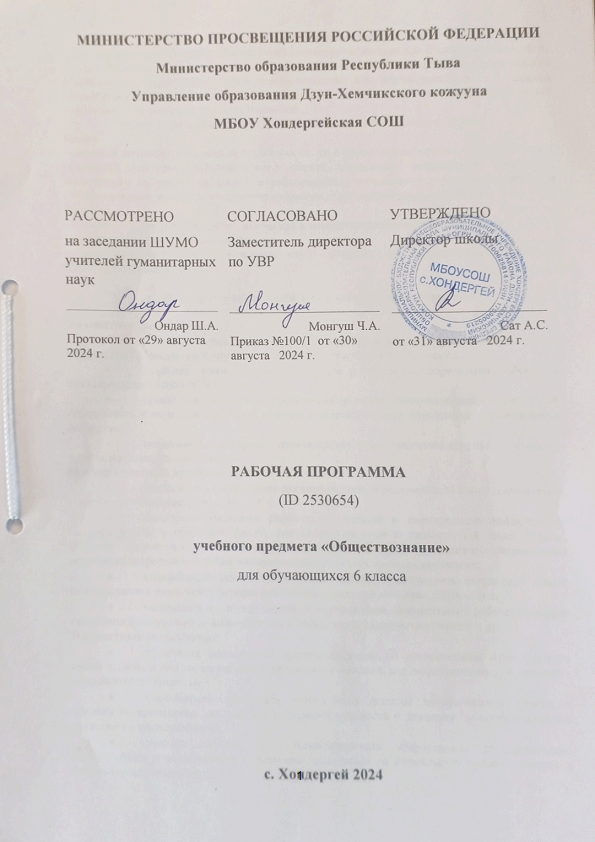 МИНИСТЕРСТВО ПРОСВЕЩЕНИЯ РОССИЙСКОЙ ФЕДЕРАЦИИ
Министерство образования Республики Тыва
Управление образования Дзун-Хемчикского кожууна
МБОУ Хондергейская СОШ
РАССМОТРЕНО
на заседании ШУМО
учителей гуманитарных
наук
Ондар
Ондар Ш.А.
Протокол от «29» августа
2024 г.
СОГЛАСОВАНО
Заместитель директора
по УВР
Монгуш
Монгуш Ч.А.
Приказ №100/1 от «30»
августа 2024 г.
УТВЕРЖДЕНО
Директор школы
МБОУСОШ
с.ХОНДЕРГЕЙ
Сат А.С.
от «31» августа 2024 г.
РАБОЧАЯ ПРОГРАММА
(ID 2530654)
учебного предмета «Обществознание»
для обучающихся 6 класса
с. Хондергей 2024
1